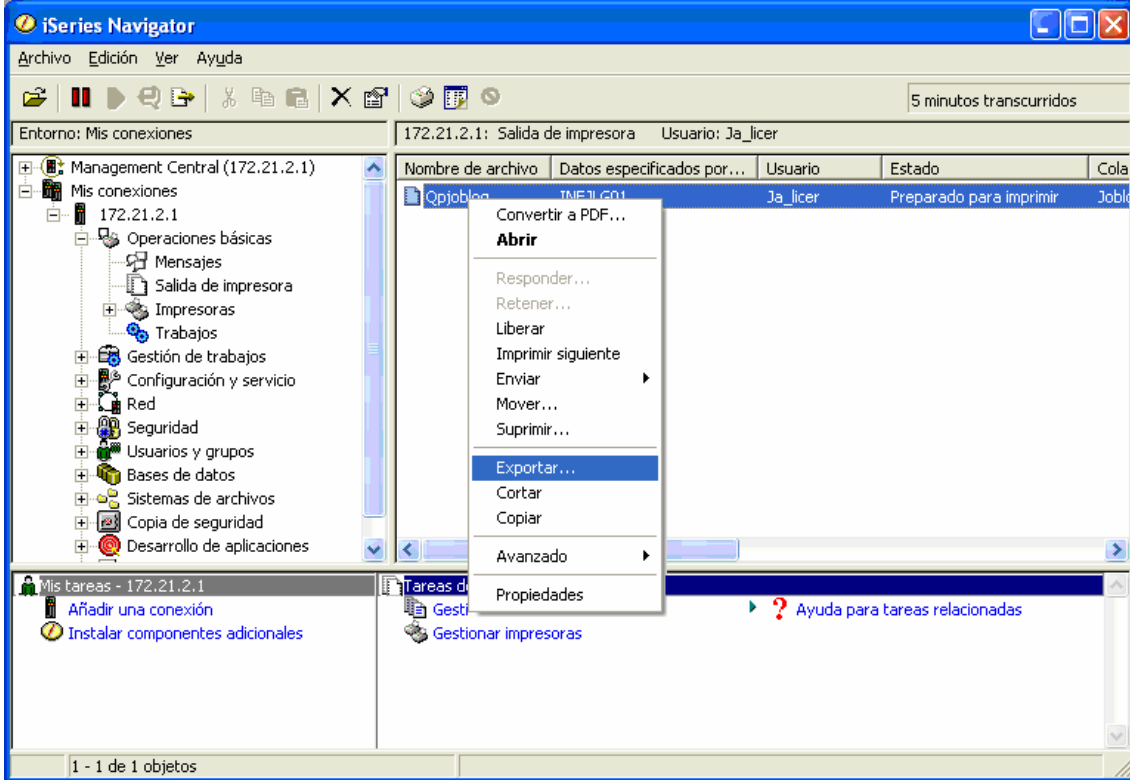 iSeries Navigator
Archivo Edición Ver Ayuda
5 minutos transcurridos
Entorno: Mis conexiones
172.21.2.1: Salida de impresora Usuario: Ja_licer
Management Central (172.21.2.1)
Mis conexiones
172.21.2.1
Operaciones básicas
Mensajes
Salida de impresora
Impresoras
Trabajos
Gestión de trabajos
Configuración y servicio
Red
Seguridad
Usuarios y grupos
Bases de datos
Sistemas de archivos
Copia de seguridad
Desarrollo de aplicaciones
Nombre de archivo Datos especificados por... Usuario Estado Cola
Qpjoblog Ja_licer Preparado para imprimir Joblo
Convertir a PDF...
Abrir
Responder...
Retener...
Liberar
Imprimir siguiente
Enviar
Mover...
Suprimir...
Exportar...
Cortar
Copiar
Avanzado
Propiedades
Mis tareas - 172.21.2.1
Añadir una conexión
Instalar componentes adicionales
Tareas d
Gesti
Gestionar impresoras
Ayuda para tareas relacionadas
1 - 1 de 1 objetos